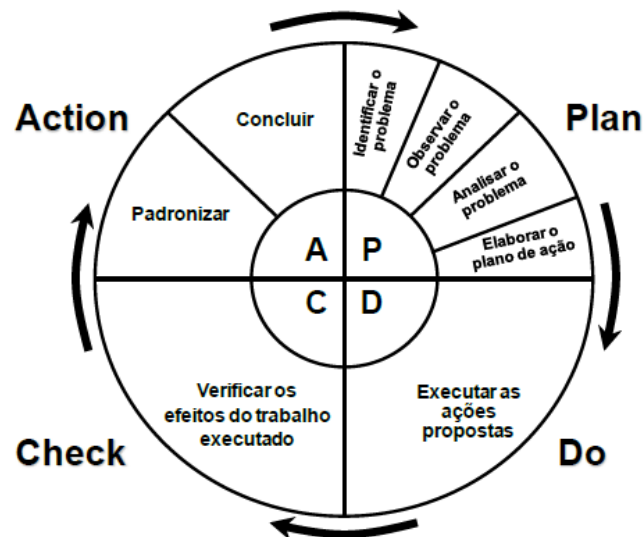 Action
Plan
Concluir
Identificar o
problema
Observar o
problema
Analisar o
problema
Elaborar o
plano de ação
Padronizar
A
P
C
D
Verificar os
efeitos do trabalho
executado
Executar as
ações
propostas
Check
Do